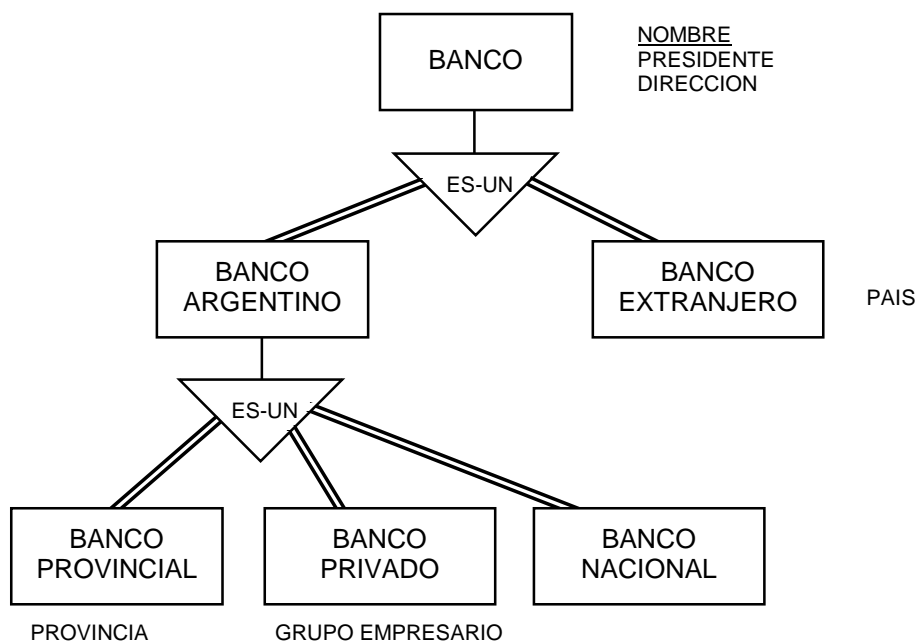 BANCO
NOMBRE
PRESIDENTE
DIRECCION
ES-UN
BANCO
ARGENTINO
BANCO
EXTRANJERO
PAIS
ES-UN
BANCO
PROVINCIAL
BANCO
PRIVADO
BANCO
NACIONAL
PROVINCIA
GRUPO EMPRESARIO